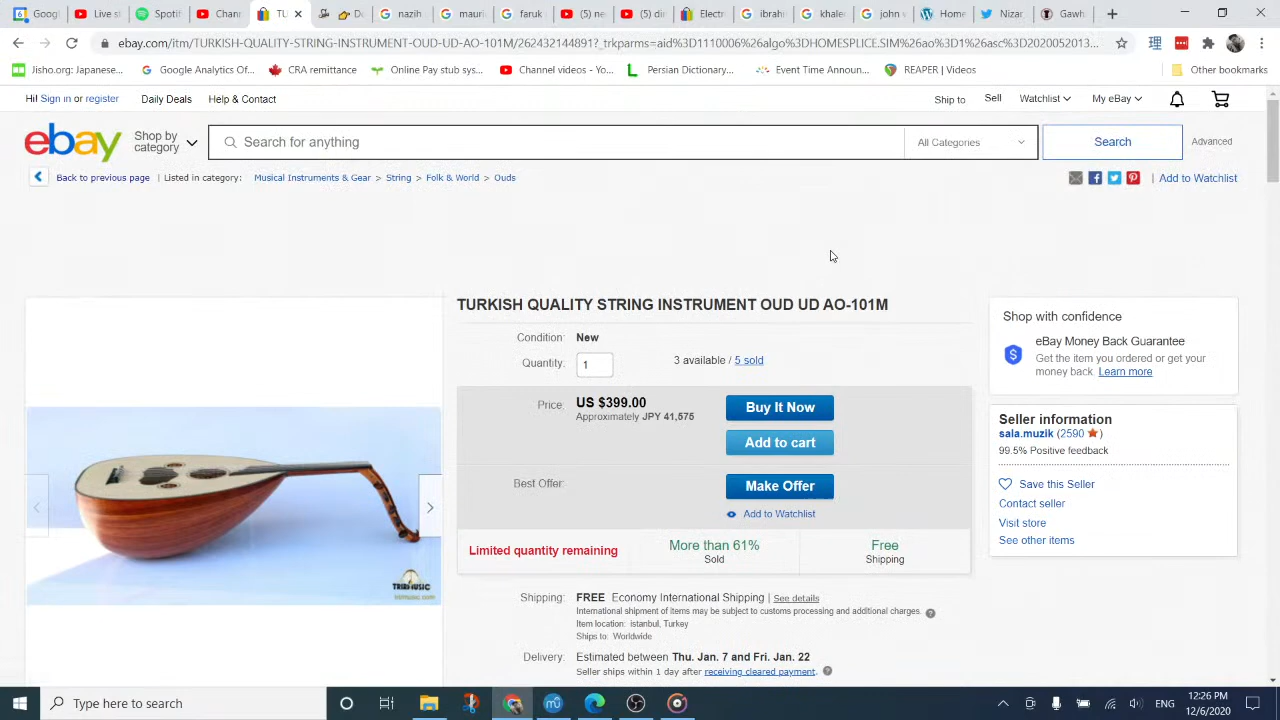 Googl
Live
Spotif
Chang
TU
De
nazih
mauri
faruk
(5) ne
(5) di
Electr
ibrahi
khale
john v
Home
Nizar
Gawh
ebay.com/itm/TURKISH-QUALITY-STRING-INSTRUMENT-OUD-UD-AO-101M/262432144891?_trkparms=aid%3D1110006%26algo%3DHOMESPLICE.SIM%26ao%3D1%26asc%3D2020052013...
Jisho.org: Japanese...
Google Analytics Of...
CRA remittance
Online Pay stub sys...
Channel videos - Yo...
Persian Dictionary...
Event Time Announ...
REAPER | Videos
Other bookmarks
Hi! Sign in or register
Daily Deals
Help & Contact
Ship to
Sell
Watchlist
My eBay
ebay
Shop by
category
Search for anything
All Categories
Search
Advanced
Back to previous page | Listed in category:
Musical Instruments & Gear > String > Folk & World > Ouds
| Add to Watchlist
TURKISH QUALITY STRING INSTRUMENT OUD UD AO-101M
Condition: New
Quantity: 1
3 available / 5 sold
Price: US $399.00
Approximately JPY 41,575
Buy It Now
Add to cart
Best Offer:
Make Offer
Add to Watchlist
Limited quantity remaining
More than 61%
Sold
Free
Shipping
Shipping: FREE Economy International Shipping | See details
International shipment of items may be subject to customs processing and additional charges.
Item location: istanbul, Turkey
Ships to: Worldwide
Delivery: Estimated between Thu. Jan. 7 and Fri. Jan. 22
Seller ships within 1 day after receiving cleared payment.
Shop with confidence
eBay Money Back Guarantee
Get the item you ordered or get your
money back. Learn more
Seller information
sala.muzik (2590 )
99.5% Positive feedback
Save this Seller
Contact seller
Visit store
See other items
Type here to search
ENG
12:26 PM
12/6/2020